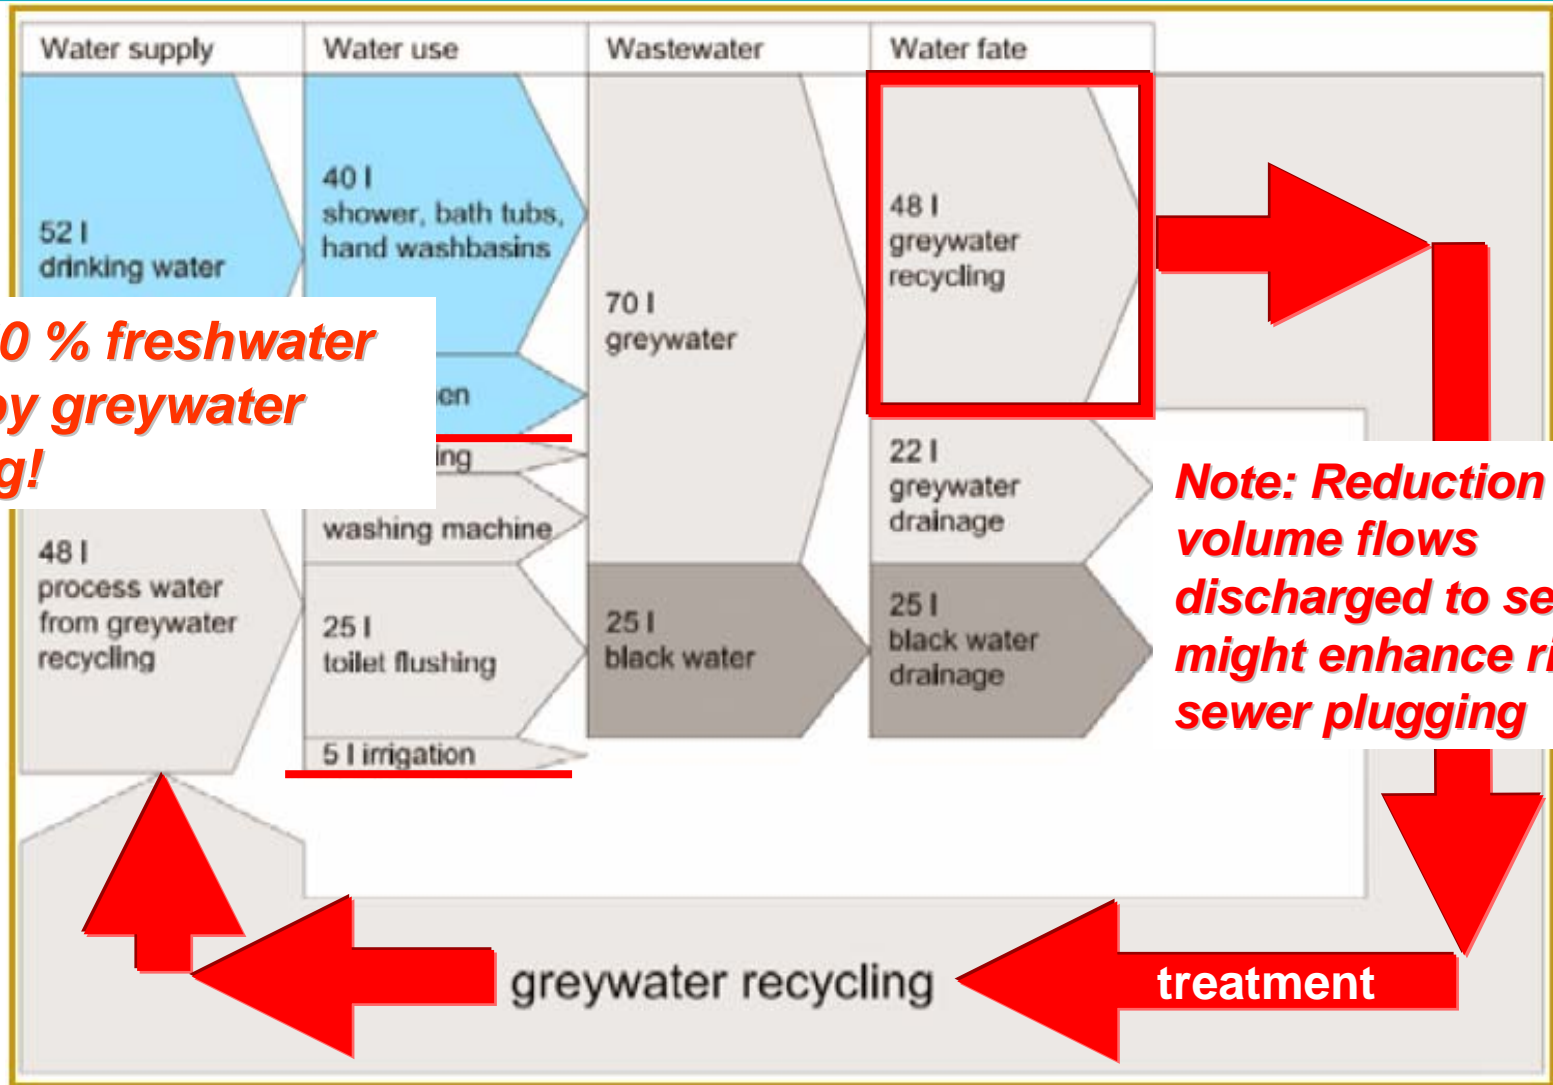 Water supply
Water use
Wastewater
Water fate
52 l
drinking water
40 l
shower, bath tubs,
hand washbasins
70 l
greywater
48 l
greywater
recycling
0 % freshwater
by greywater
g!
en
ing
washing machine
48 l
process water
from greywater
recycling
25 l
toilet flushing
5 l irrigation
25 l
black water
22 l
greywater
drainage
25 l
black water
drainage
Note: Reduction
volume flows
discharged to se
might enhance ri
sewer plugging
greywater recycling
treatment